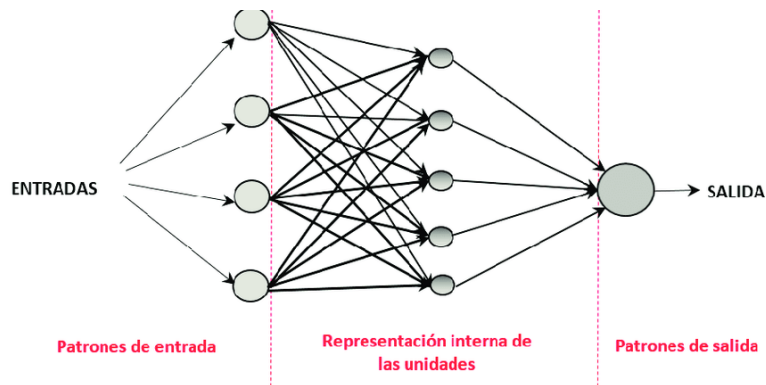 ENTRADAS
SALIDA
Patrones de entrada
Representación interna de
las unidades
Patrones de salida